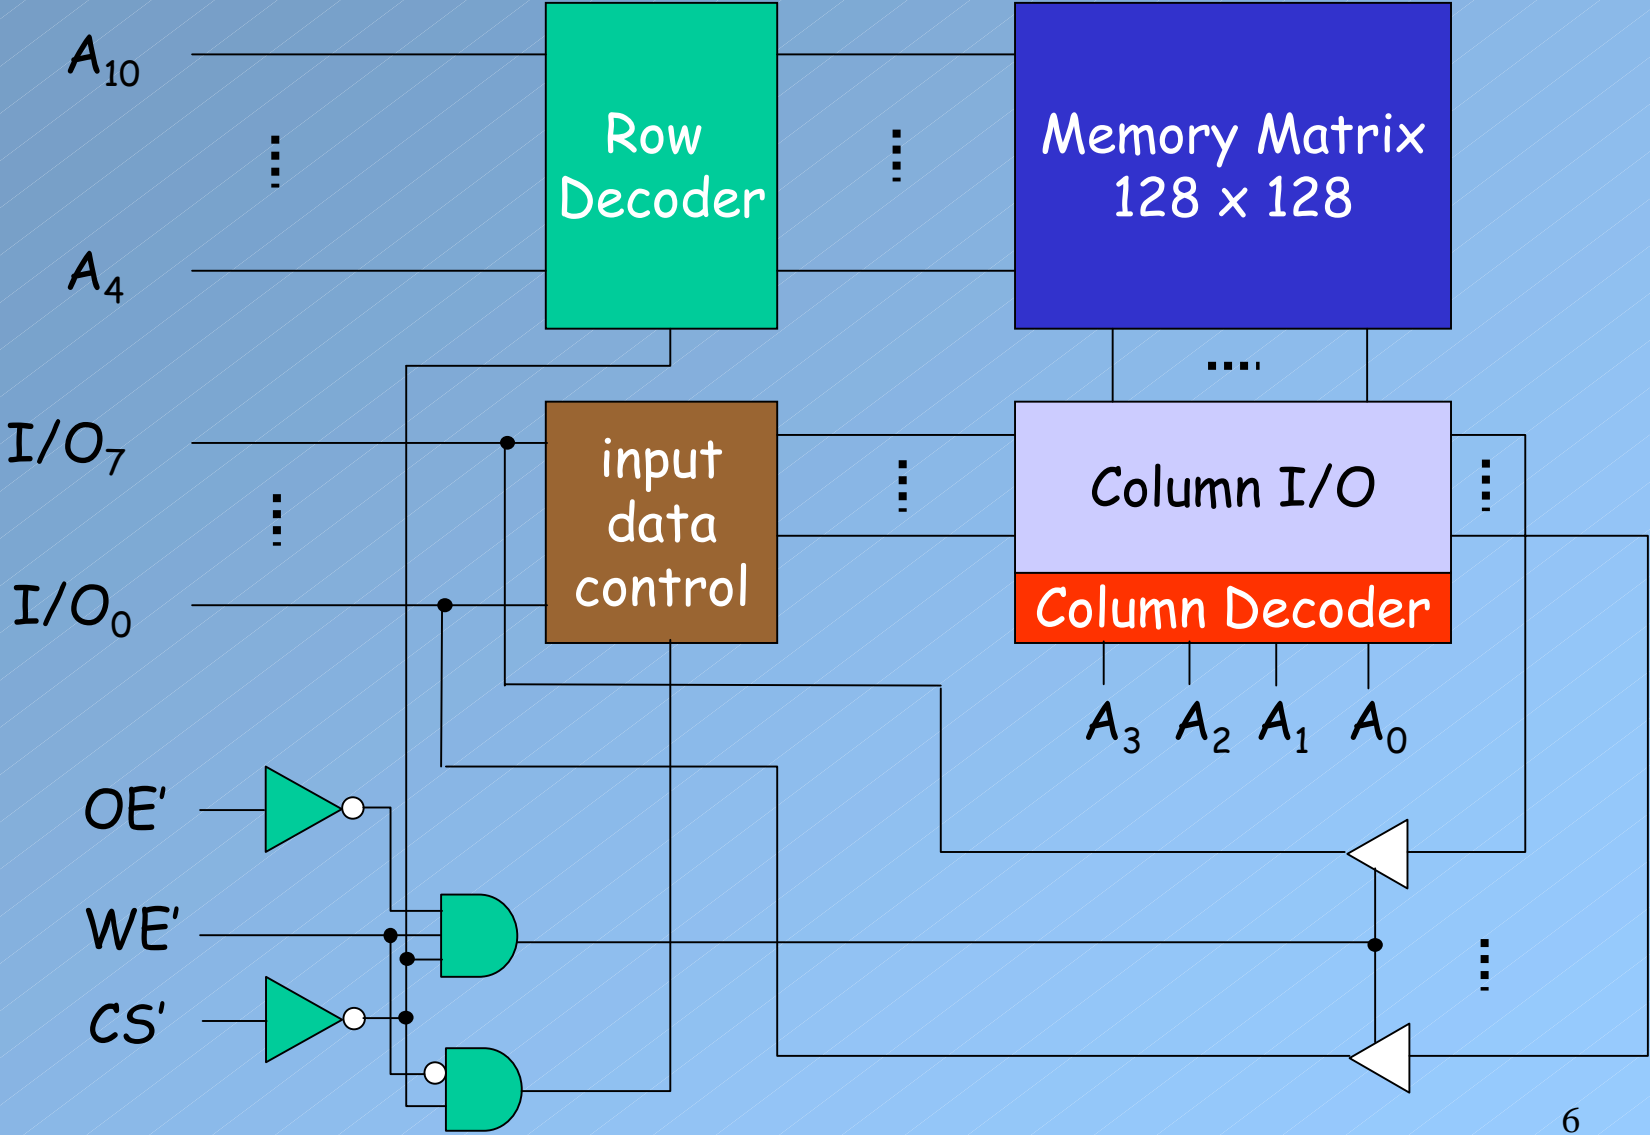 A₁₀
Row
Decoder
Memory Matrix
128 x 128
A₄
I/O₇
input
data
control
Column I/O
I/O₀
Column Decoder
A₃ A₂ A₁ A₀
OE'
WE'
CS'
6